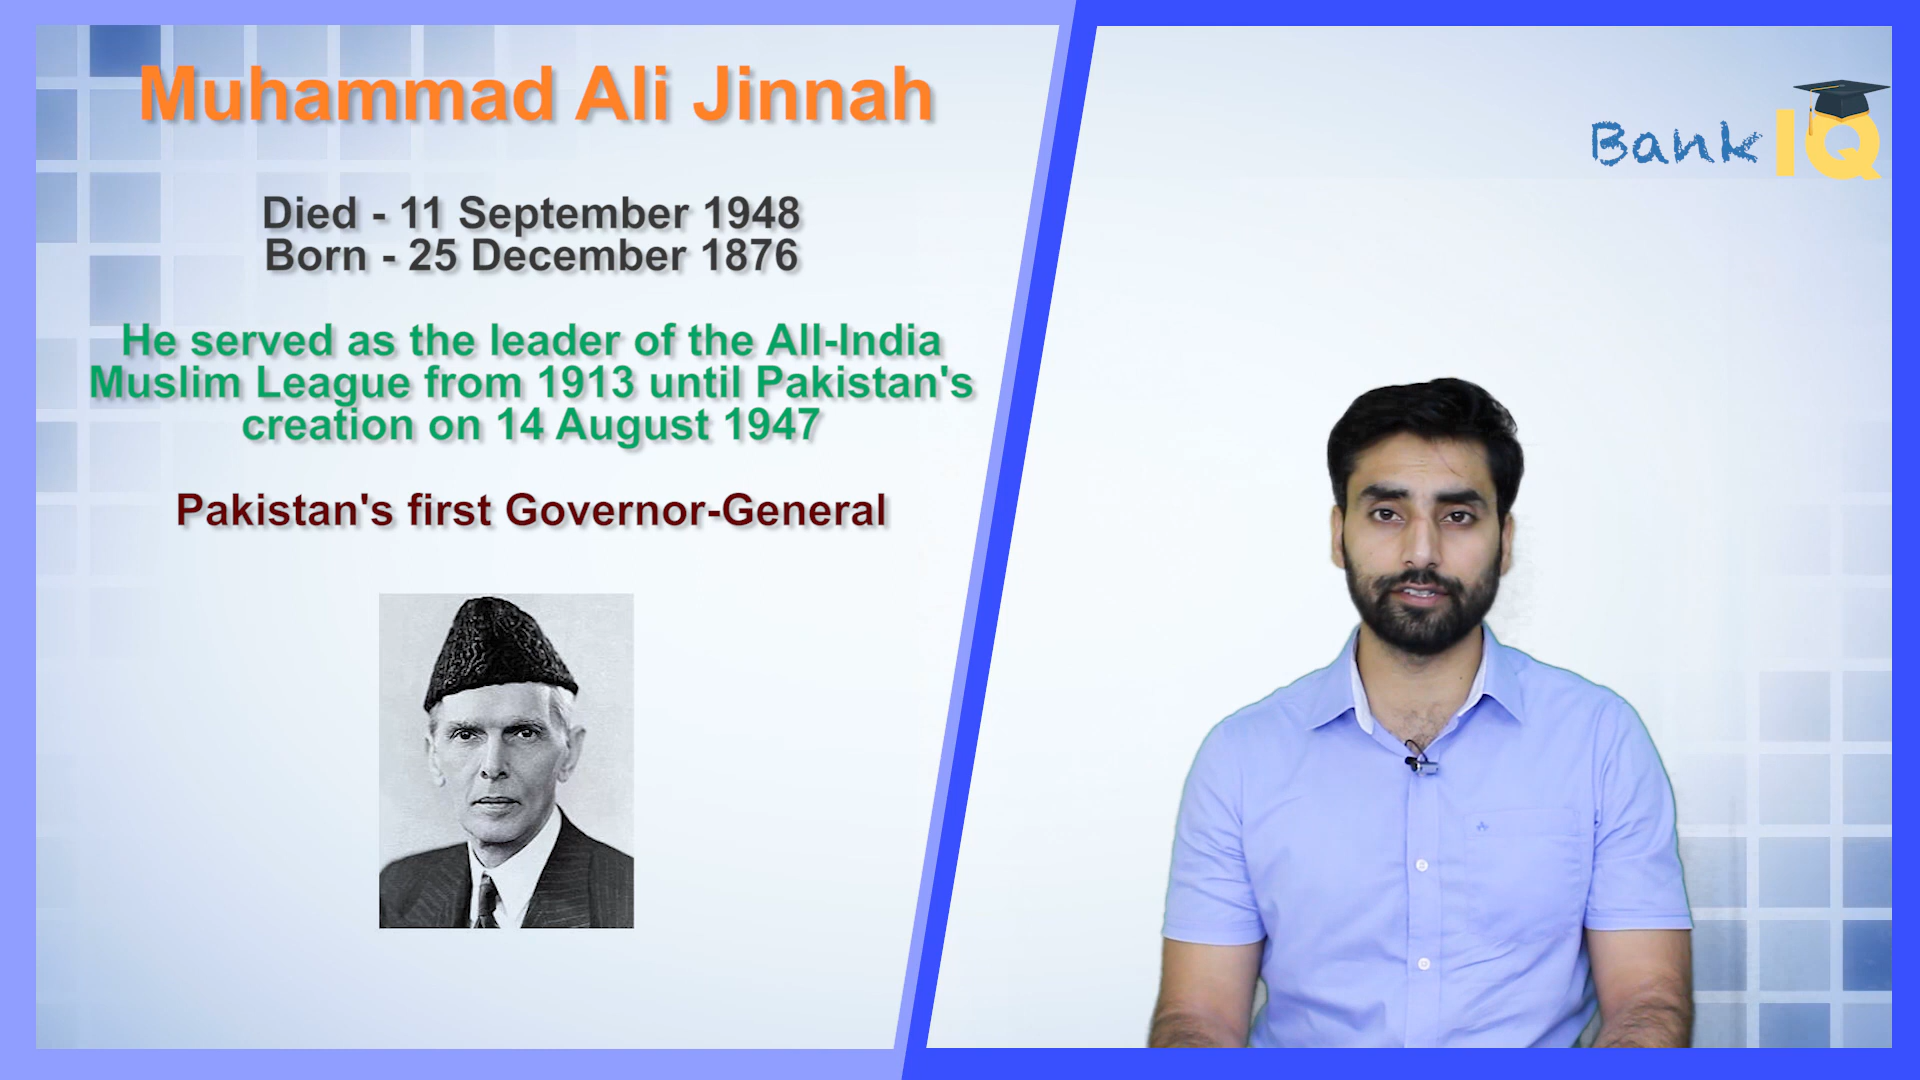 Muhammad Ali Jinnah
Bank IQ
Died - 11 September 1948
Born - 25 December 1876
He served as the leader of the All-India
Muslim League from 1913 until Pakistan's
creation on 14 August 1947
Pakistan's first Governor-General